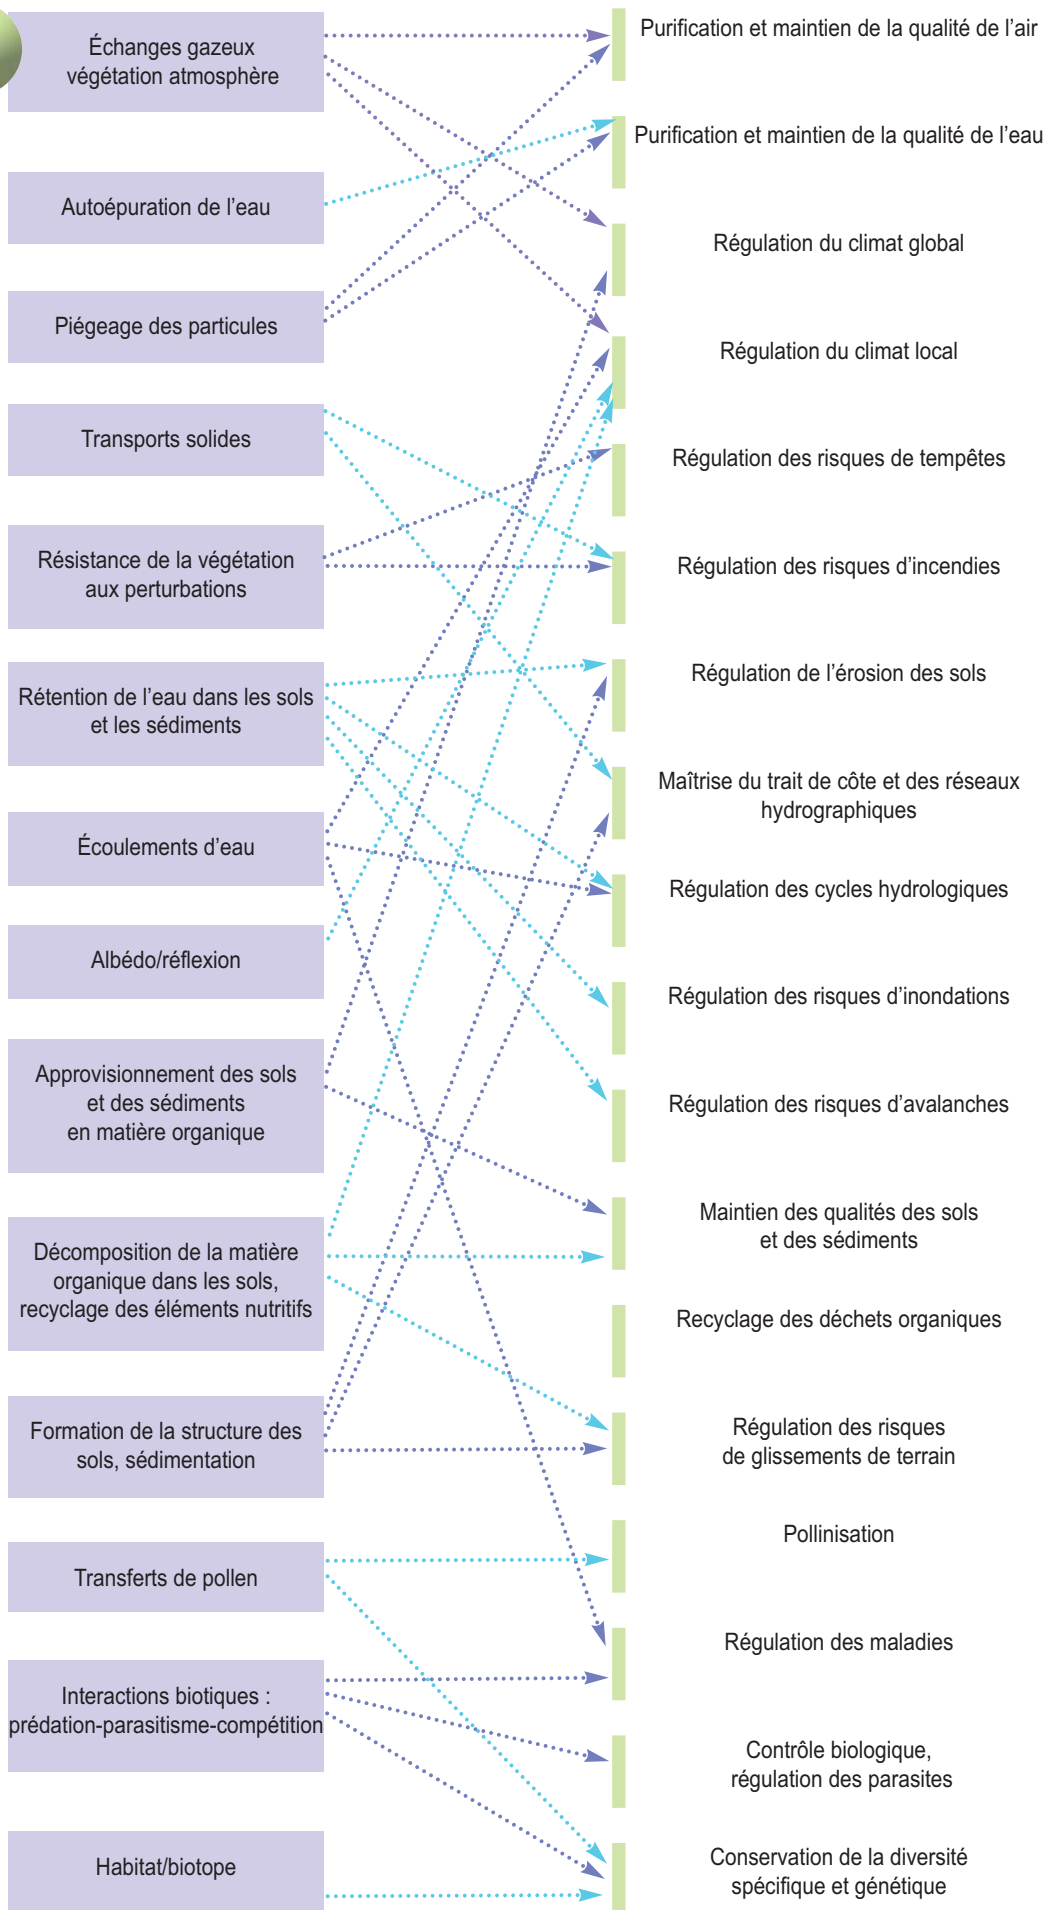 Échanges gazeux
végétation atmosphère
Autoépuration de l’eau
Piégeage des particules
Transports solides
Résistance de la végétation
aux perturbations
Rétention de l’eau dans les sols
et les sédiments
Écoulements d’eau
Albédo/réflexion
Approvisionnement des sols
et des sédiments
en matière organique
Décomposition de la matière
organique dans les sols,
recyclage des éléments nutritifs
Formation de la structure des
sols, sédimentation
Transferts de pollen
Interactions biotiques :
prédation-parasitisme-compétition
Habitat/biotope
Purification et maintien de la qualité de l’air
Purification et maintien de la qualité de l’eau
Régulation du climat global
Régulation du climat local
Régulation des risques de tempêtes
Régulation des risques d’incendies
Régulation de l’érosion des sols
Maîtrise du trait de côte et des réseaux
hydrographiques
Régulation des cycles hydrologiques
Régulation des risques d’inondations
Régulation des risques d’avalanches
Maintien des qualités des sols
et des sédiments
Recyclage des déchets organiques
Régulation des risques
de glissements de terrain
Pollinisation
Régulation des maladies
Contrôle biologique,
régulation des parasites
Conservation de la diversité
spécifique et génétique